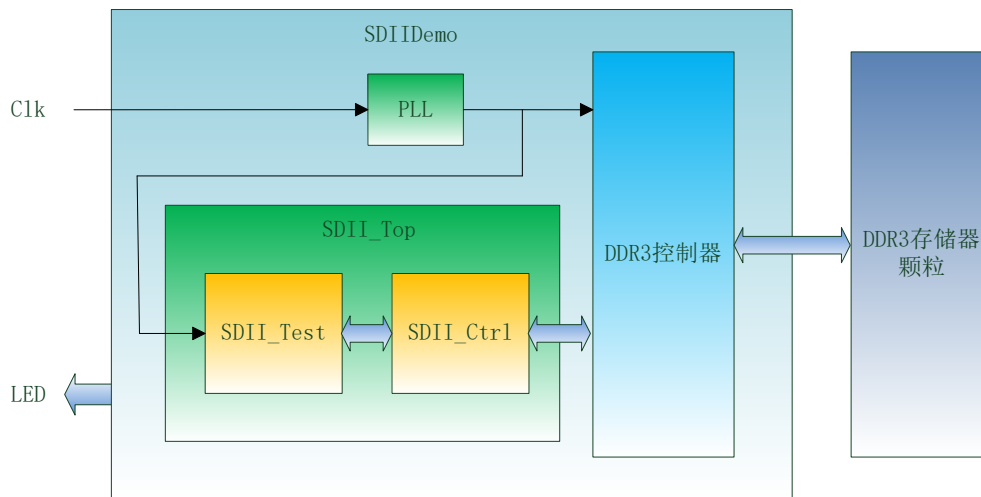 SDIIDemo
Clk
PLL
SDII_Top
DDR3控制器
DDR3存储器
颗粒
SDII_Test
SDII_Ctrl
LED